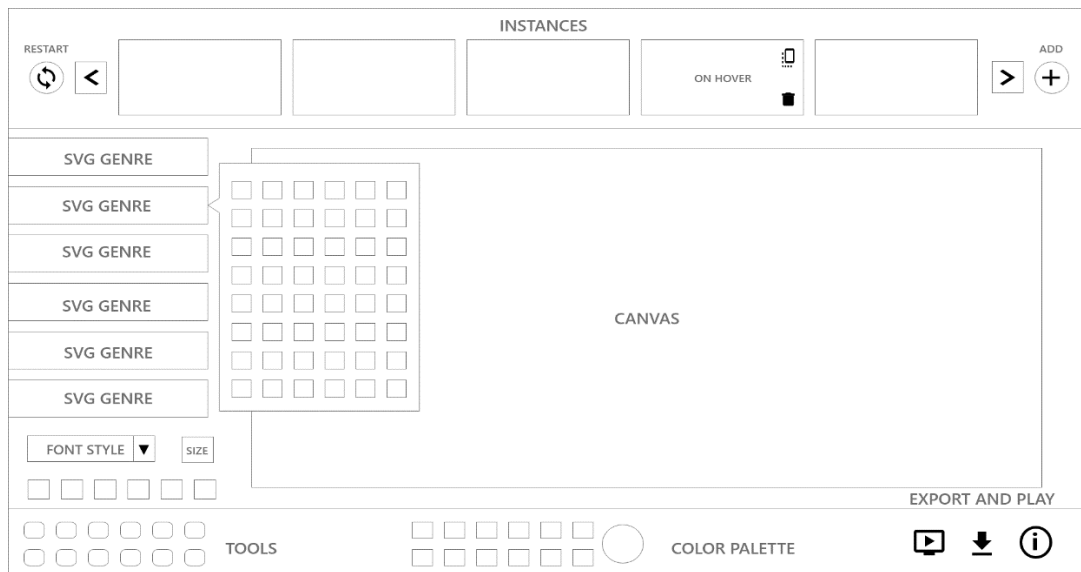 INSTANCES
RESTART
ADD
ON HOVER
SVG GENRE
SVG GENRE
SVG GENRE
SVG GENRE
SVG GENRE
SVG GENRE
CANVAS
FONT STYLE
SIZE
EXPORT AND PLAY
TOOLS
COLOR PALETTE